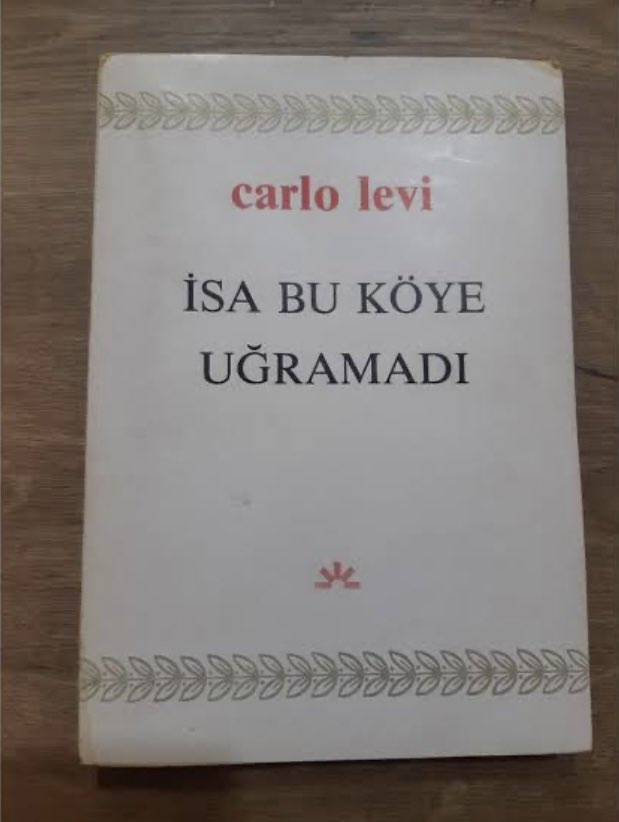 carlo levi
İSA BU KÖYE
UĞRAMADI